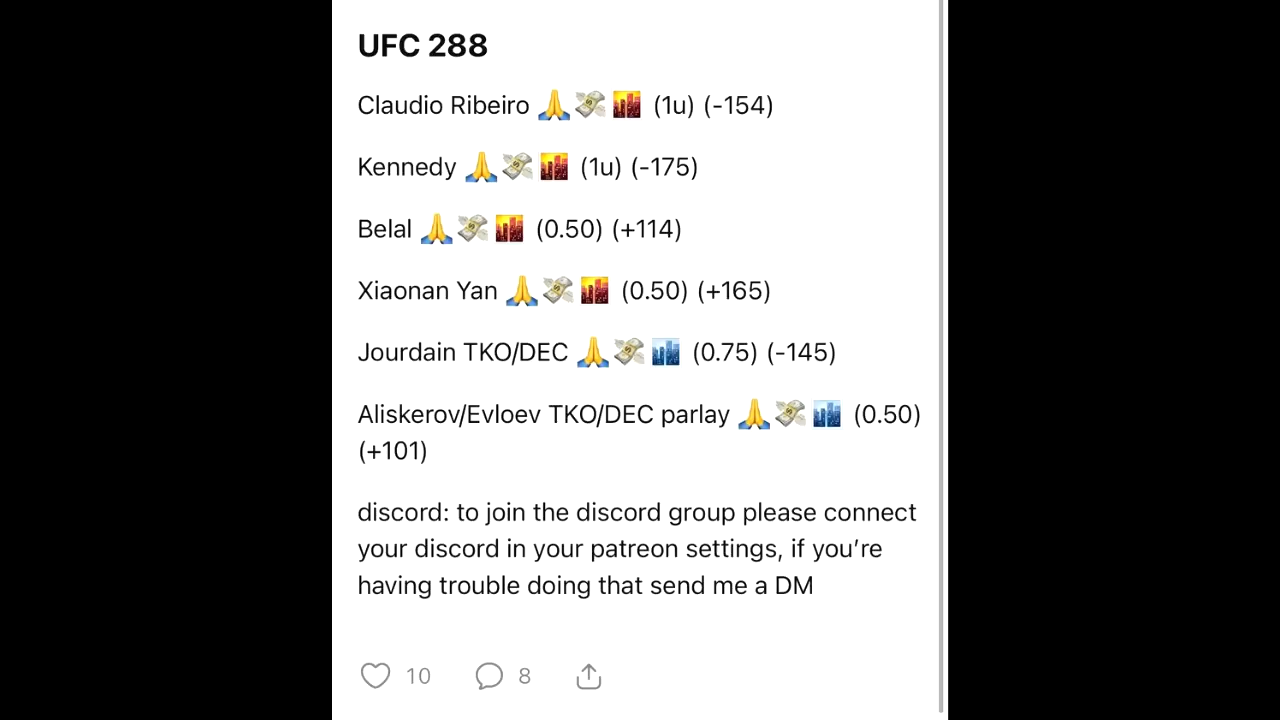 UFC 288
Claudio Ribeiro 🙏💸🌇 (1u) (-154)
Kennedy 🙏💸🌇 (1u) (-175)
Belal 🙏💸🌇 (0.50) (+114)
Xiaonan Yan 🙏💸🌇 (0.50) (+165)
Jourdain TKO/DEC 🙏💸🏙️ (0.75) (-145)
Aliskerov/Evloev TKO/DEC parlay 🙏💸🏙️ (0.50)
(+101)
discord: to join the discord group please connect
your discord in your patreon settings, if you’re
having trouble doing that send me a DM
10 8